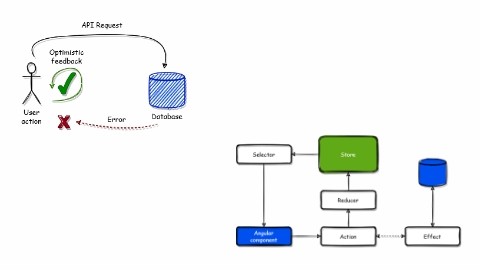 API Request
Optimistic
feedback
User
action
Error
Database
Selector
Store
Reducer
Angular
component
Action
Effect